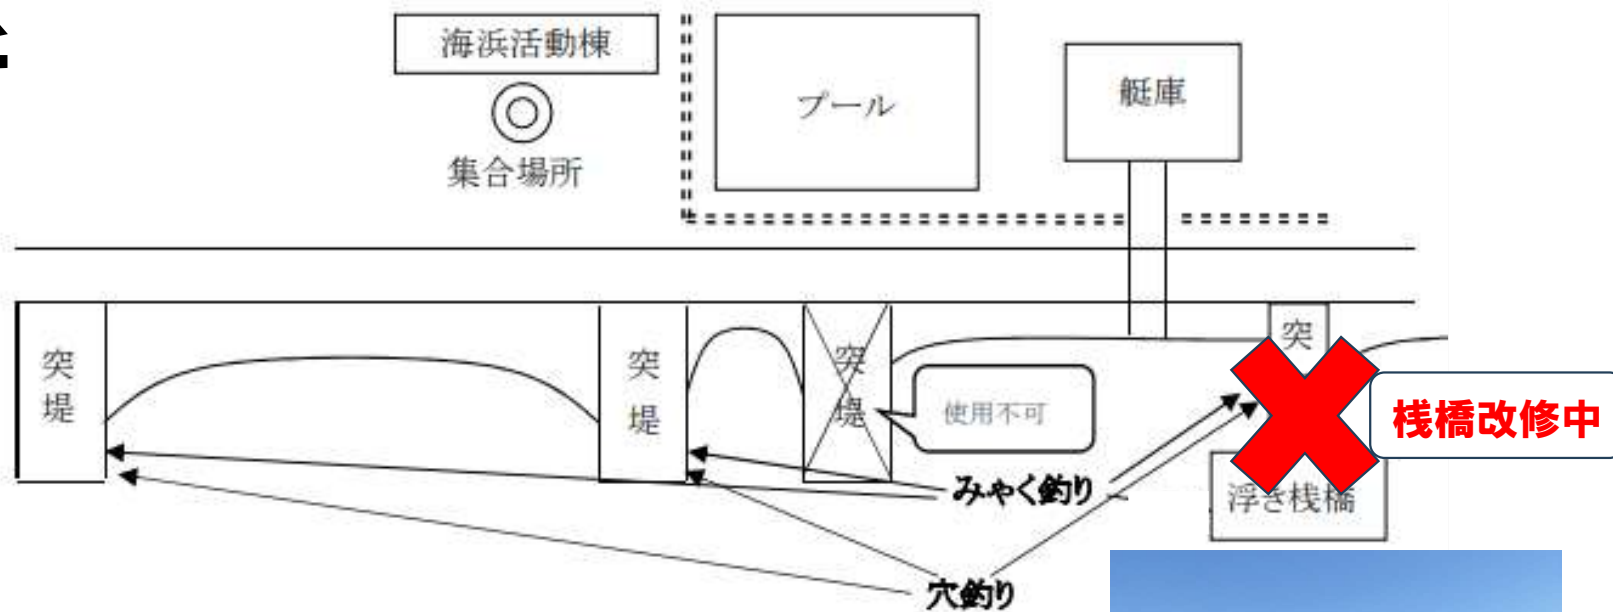 海浜活動棟
プール
艇庫
集合場所
突堤
突堤
突堤
突
使用不可
桟橋改修中
みゃく釣り
浮き桟橋
穴釣り